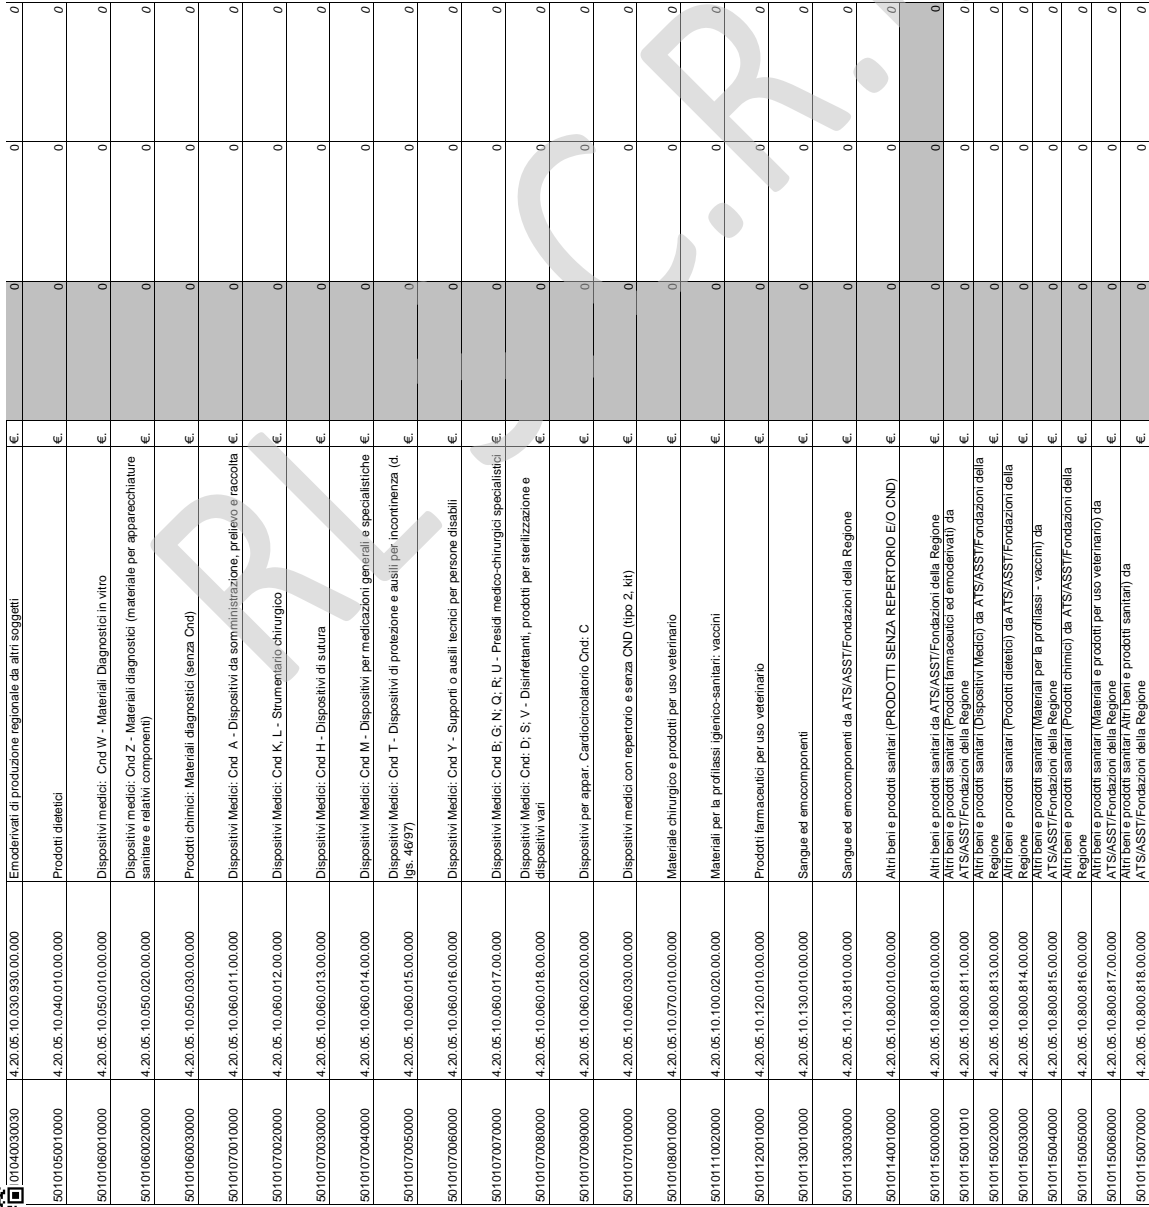 01040030030 4.20.05.10.030.930.00.000 Emoderivati di produzione regionale da altri soggetti €. 0 0 0
50101050010000 4.20.05.10.040.010.00.000 Prodotti dietetici €. 0 0 0
50101060010000 4.20.05.10.050.010.00.000 Dispositivi medici: Cnd W - Materiali Diagnostici in vitro €. 0 0 0
50101060020000 4.20.05.10.050.020.00.000 Dispositivi medici: Cnd Z - Materiali diagnostici (materiale per apparecchiature
sanitare e relativi componenti) €. 0 0 0
50101060030000 4.20.05.10.050.030.00.000 Prodotti chimici: Materiali diagnostici (senza Cnd) €. 0 0 0
50101070010000 4.20.05.10.060.011.00.000 Dispositivi Medici: Cnd A - Dispositivi da somministrazione, prelievo e raccolta €. 0 0 0
50101070020000 4.20.05.10.060.012.00.000 Dispositivi Medici: Cnd K, L - Strumentario chirurgico €. 0 0 0
50101070030000 4.20.05.10.060.013.00.000 Dispositivi Medici: Cnd H - Dispositivi di sutura €. 0 0 0
50101070040000 4.20.05.10.060.014.00.000 Dispositivi Medici: Cnd M - Dispositivi per medicazioni generali e specialistiche €. 0 0 0
50101070050000 4.20.05.10.060.015.00.000 Dispositivi Medici: Cnd T - Dispositivi di protezione e ausili per incontinenza (d.
lgs. 46/97) €. 0 0 0
50101070060000 4.20.05.10.060.016.00.000 Dispositivi Medici: Cnd Y - Supporti o ausili tecnici per persone disabili €. 0 0 0
50101070070000 4.20.05.10.060.017.00.000 Dispositivi Medici: Cnd B; G; N; Q; R; U - Presidi medico-chirurgici specialistici €. 0 0 0
50101070080000 4.20.05.10.060.018.00.000 Dispositivi Medici: Cnd: D; S; V - Disinfettanti, prodotti per sterilizzazione e
dispositivi vari €. 0 0 0
50101070090000 4.20.05.10.060.020.00.000 Dispositivi per appar. Cardiocircolatorio Cnd: C €. 0 0 0
50101070100000 4.20.05.10.060.030.00.000 Dispositivi medici con repertorio e senza CND (tipo 2, kit) €. 0 0 0
50101080010000 4.20.05.10.070.010.00.000 Materiale chirurgico e prodotti per uso veterinario €. 0 0 0
50101110020000 4.20.05.10.100.020.00.000 Materiali per la profilassi igienico-sanitari: vaccini €. 0 0 0
50101120010000 4.20.05.10.120.010.00.000 Prodotti farmaceutici per uso veterinario €. 0 0 0
50101130010000 4.20.05.10.130.010.00.000 Sangue ed emocomponenti €. 0 0 0
50101130030000 4.20.05.10.130.810.00.000 Sangue ed emocomponenti da ATS/ASST/Fondazioni della Regione €. 0 0 0
50101140010000 4.20.05.10.800.010.00.000 Altri beni e prodotti sanitari (PRODOTTI SENZA REPERTORIO E/O CND) €. 0 0 0
50101150000000 4.20.05.10.800.810.00.000 Altri beni e prodotti sanitari da ATS/ASST/Fondazioni della Regione €. 0 0 0
50101150010010 4.20.05.10.800.811.00.000 Altri beni e prodotti sanitari (Prodotti farmaceutici ed emoderivati) da
ATS/ASST/Fondazioni della Regione €. 0 0 0
50101150020000 4.20.05.10.800.813.00.000 Altri beni e prodotti sanitari (Dispositivi Medici) da ATS/ASST/Fondazioni della
Regione €. 0 0 0
50101150030000 4.20.05.10.800.814.00.000 Altri beni e prodotti sanitari (Prodotti dietetici) da ATS/ASST/Fondazioni della
Regione €. 0 0 0
50101150040000 4.20.05.10.800.815.00.000 Altri beni e prodotti sanitari (Materiali per la profilassi - vaccini) da
ATS/ASST/Fondazioni della Regione €. 0 0 0
50101150050000 4.20.05.10.800.816.00.000 Altri beni e prodotti sanitari (Prodotti chimici) da ATS/ASST/Fondazioni della
Regione €. 0 0 0
50101150060000 4.20.05.10.800.817.00.000 Altri beni e prodotti sanitari (Materiali e prodotti per uso veterinario) da
ATS/ASST/Fondazioni della Regione €. 0 0 0
50101150070000 4.20.05.10.800.818.00.000 Altri beni e prodotti sanitari Altri beni e prodotti sanitari) da
ATS/ASST/Fondazioni della Regione €. 0 0 0